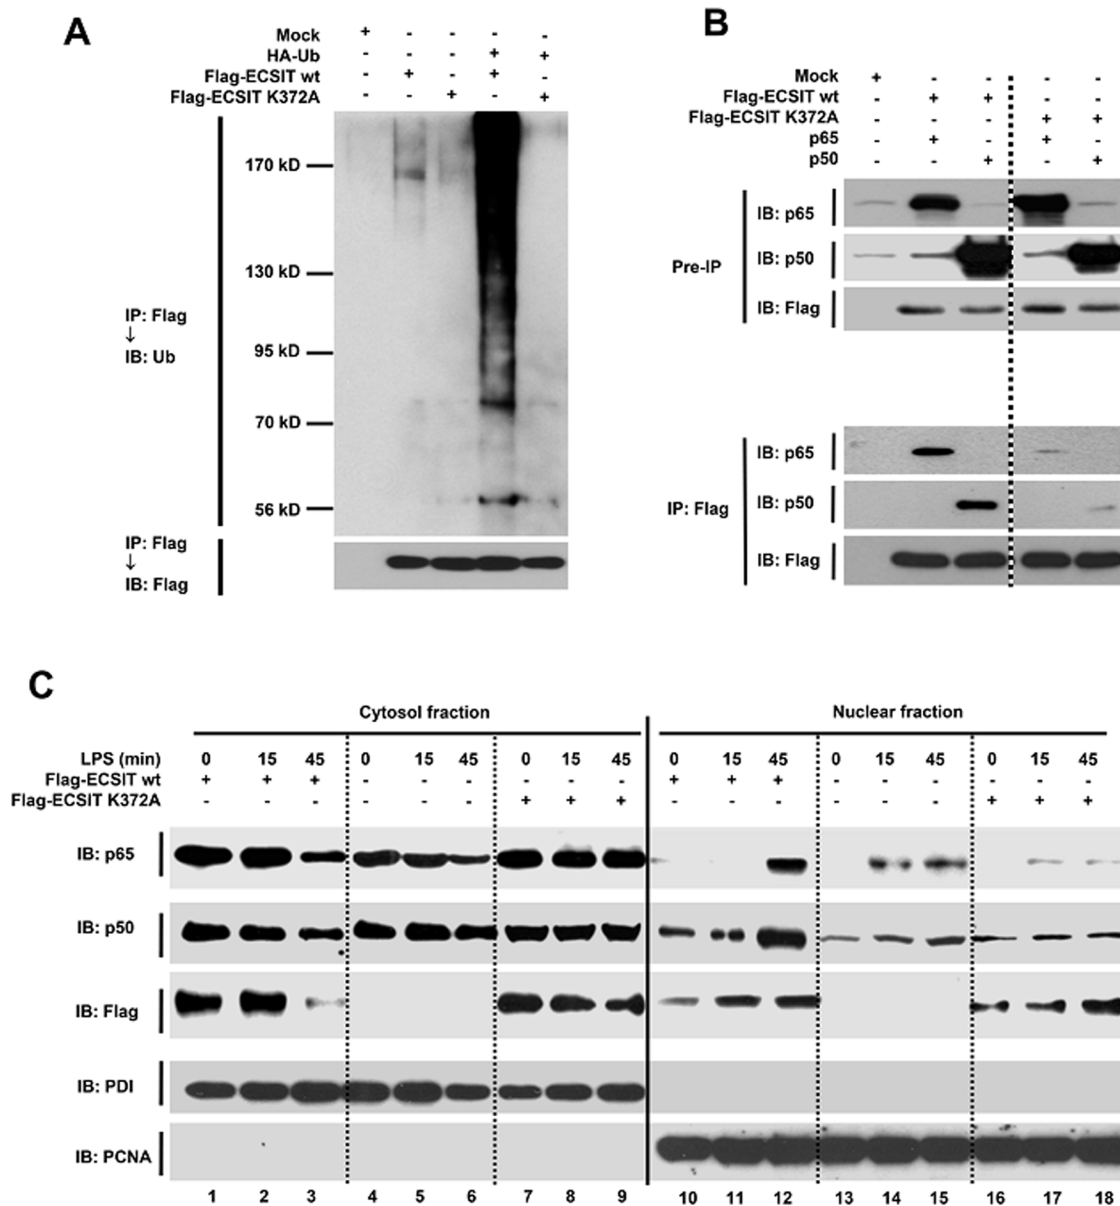 A
Mock + - - - -
HA-Ub - - - + +
Flag-ECSIT wt - + - + -
Flag-ECSIT K372A - - + - +
170 kD
130 kD
95 kD
70 kD
56 kD
IP: Flag
↓
IB: Ub
IP: Flag
↓
IB: Flag
B
Mock + - - - -
Flag-ECSIT wt - + + - -
Flag-ECSIT K372A - - - + +
p65 - + - + -
p50 - - + - +
Pre-IP
IB: p65
IB: p50
IB: Flag
IP: Flag
IB: p65
IB: p50
IB: Flag
C
Cytosol fraction Nuclear fraction
LPS (min) 0 15 45 0 15 45 0 15 45 0 15 45 0 15 45 0 15 45
Flag-ECSIT wt + + + - - - - - - + + + - - - - - -
Flag-ECSIT K372A - - - - - - + + + - - - - - - + + +
IB: p65
IB: p50
IB: Flag
IB: PDI
IB: PCNA
1 2 3 4 5 6 7 8 9 10 11 12 13 14 15 16 17 18